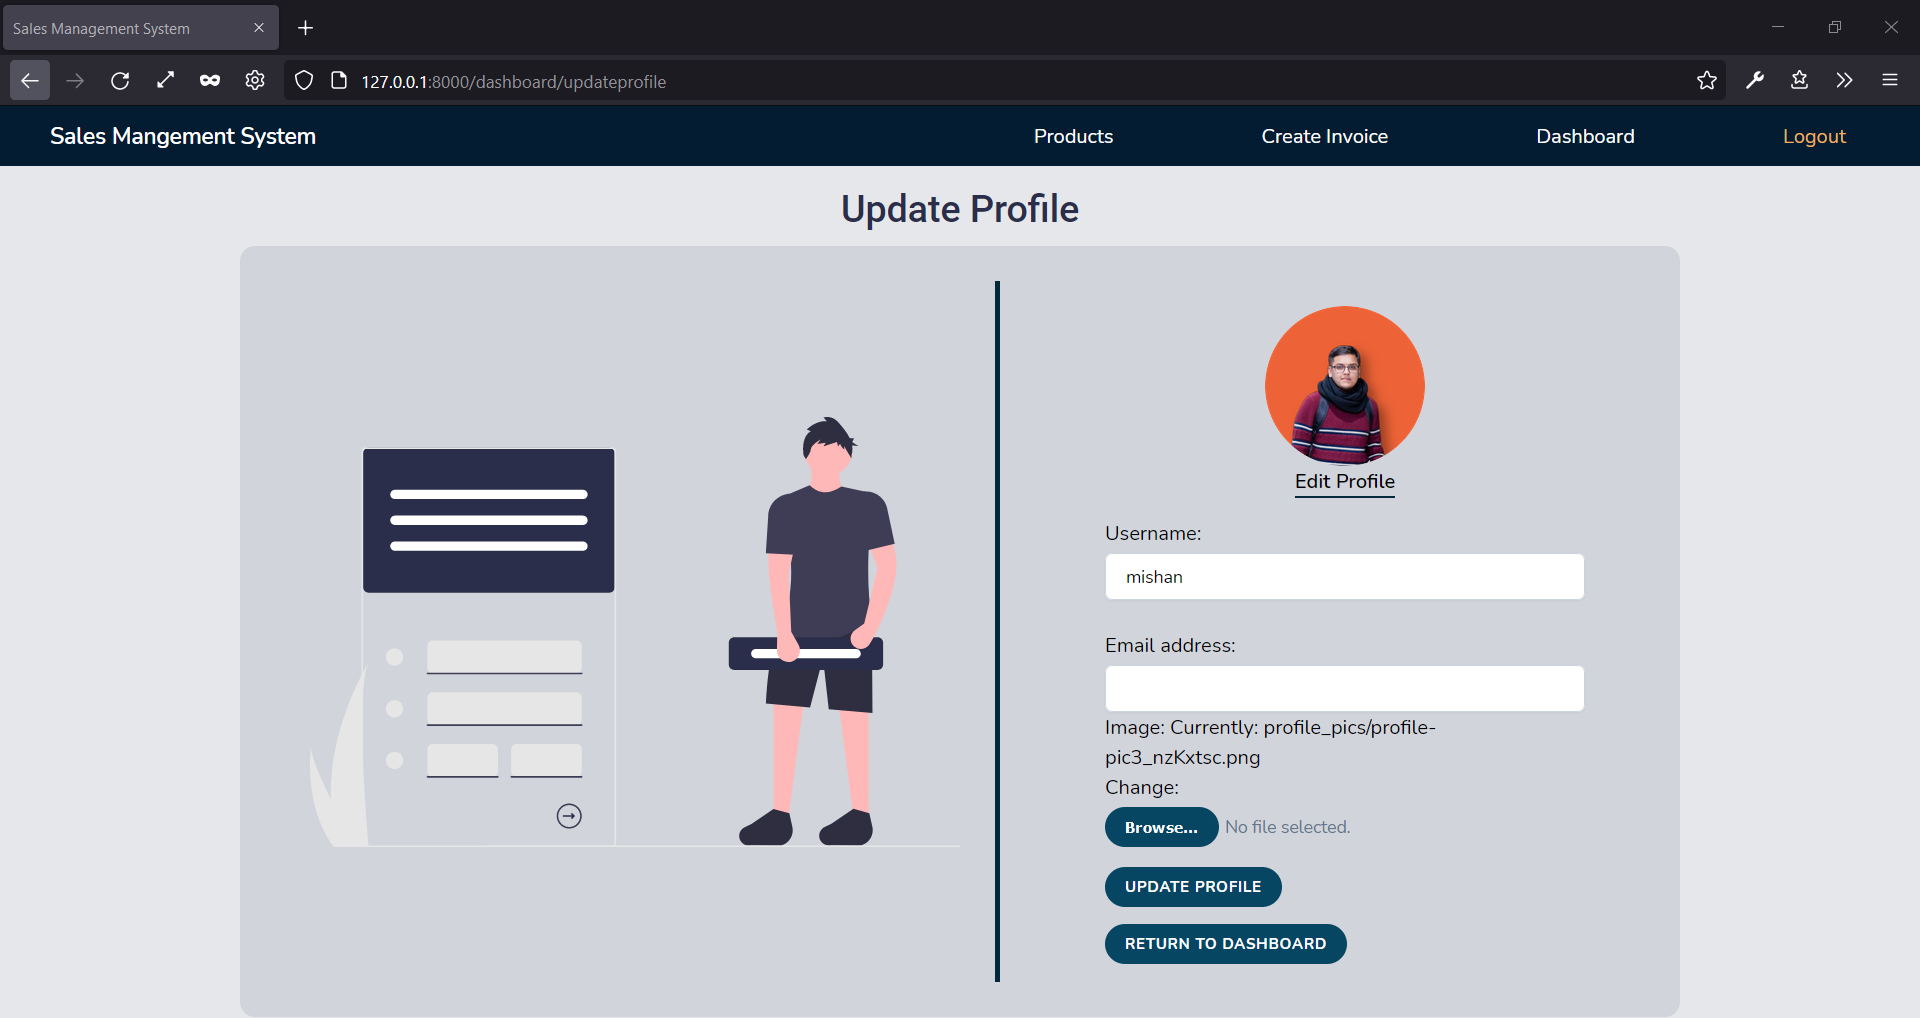 Sales Management System
127.0.0.1:8000/dashboard/updateprofile
Sales Mangement System
Products
Create Invoice
Dashboard
Logout
Update Profile
Edit Profile
Username:
mishan
Email address:
Image: Currently: profile_pics/profile-
pic3_nzKxtsc.png
Change:
Browse... No file selected.
UPDATE PROFILE
RETURN TO DASHBOARD